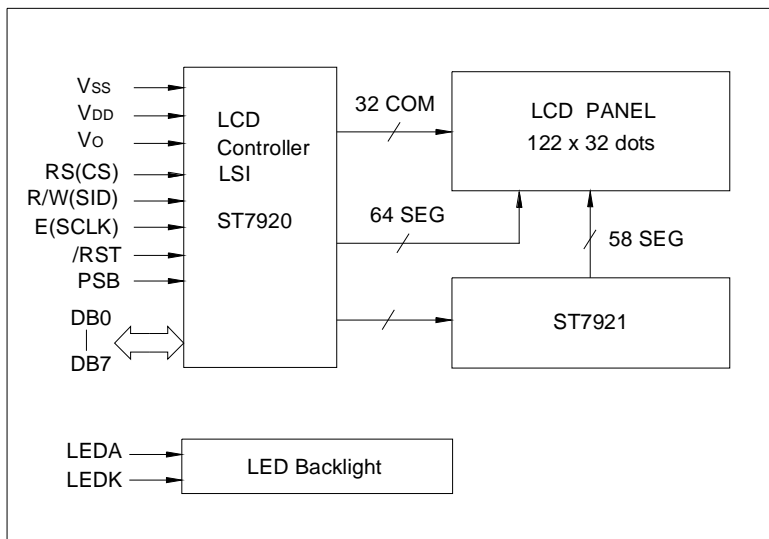 VSS
VDD
VO
RS(CS)
R/W(SID)
E(SCLK)
/RST
PSB
DB0
DB7
LCD
Controller
LSI
ST7920
32 COM
64 SEG
LCD PANEL
122 x 32 dots
58 SEG
ST7921
LEDA
LEDK
LED Backlight